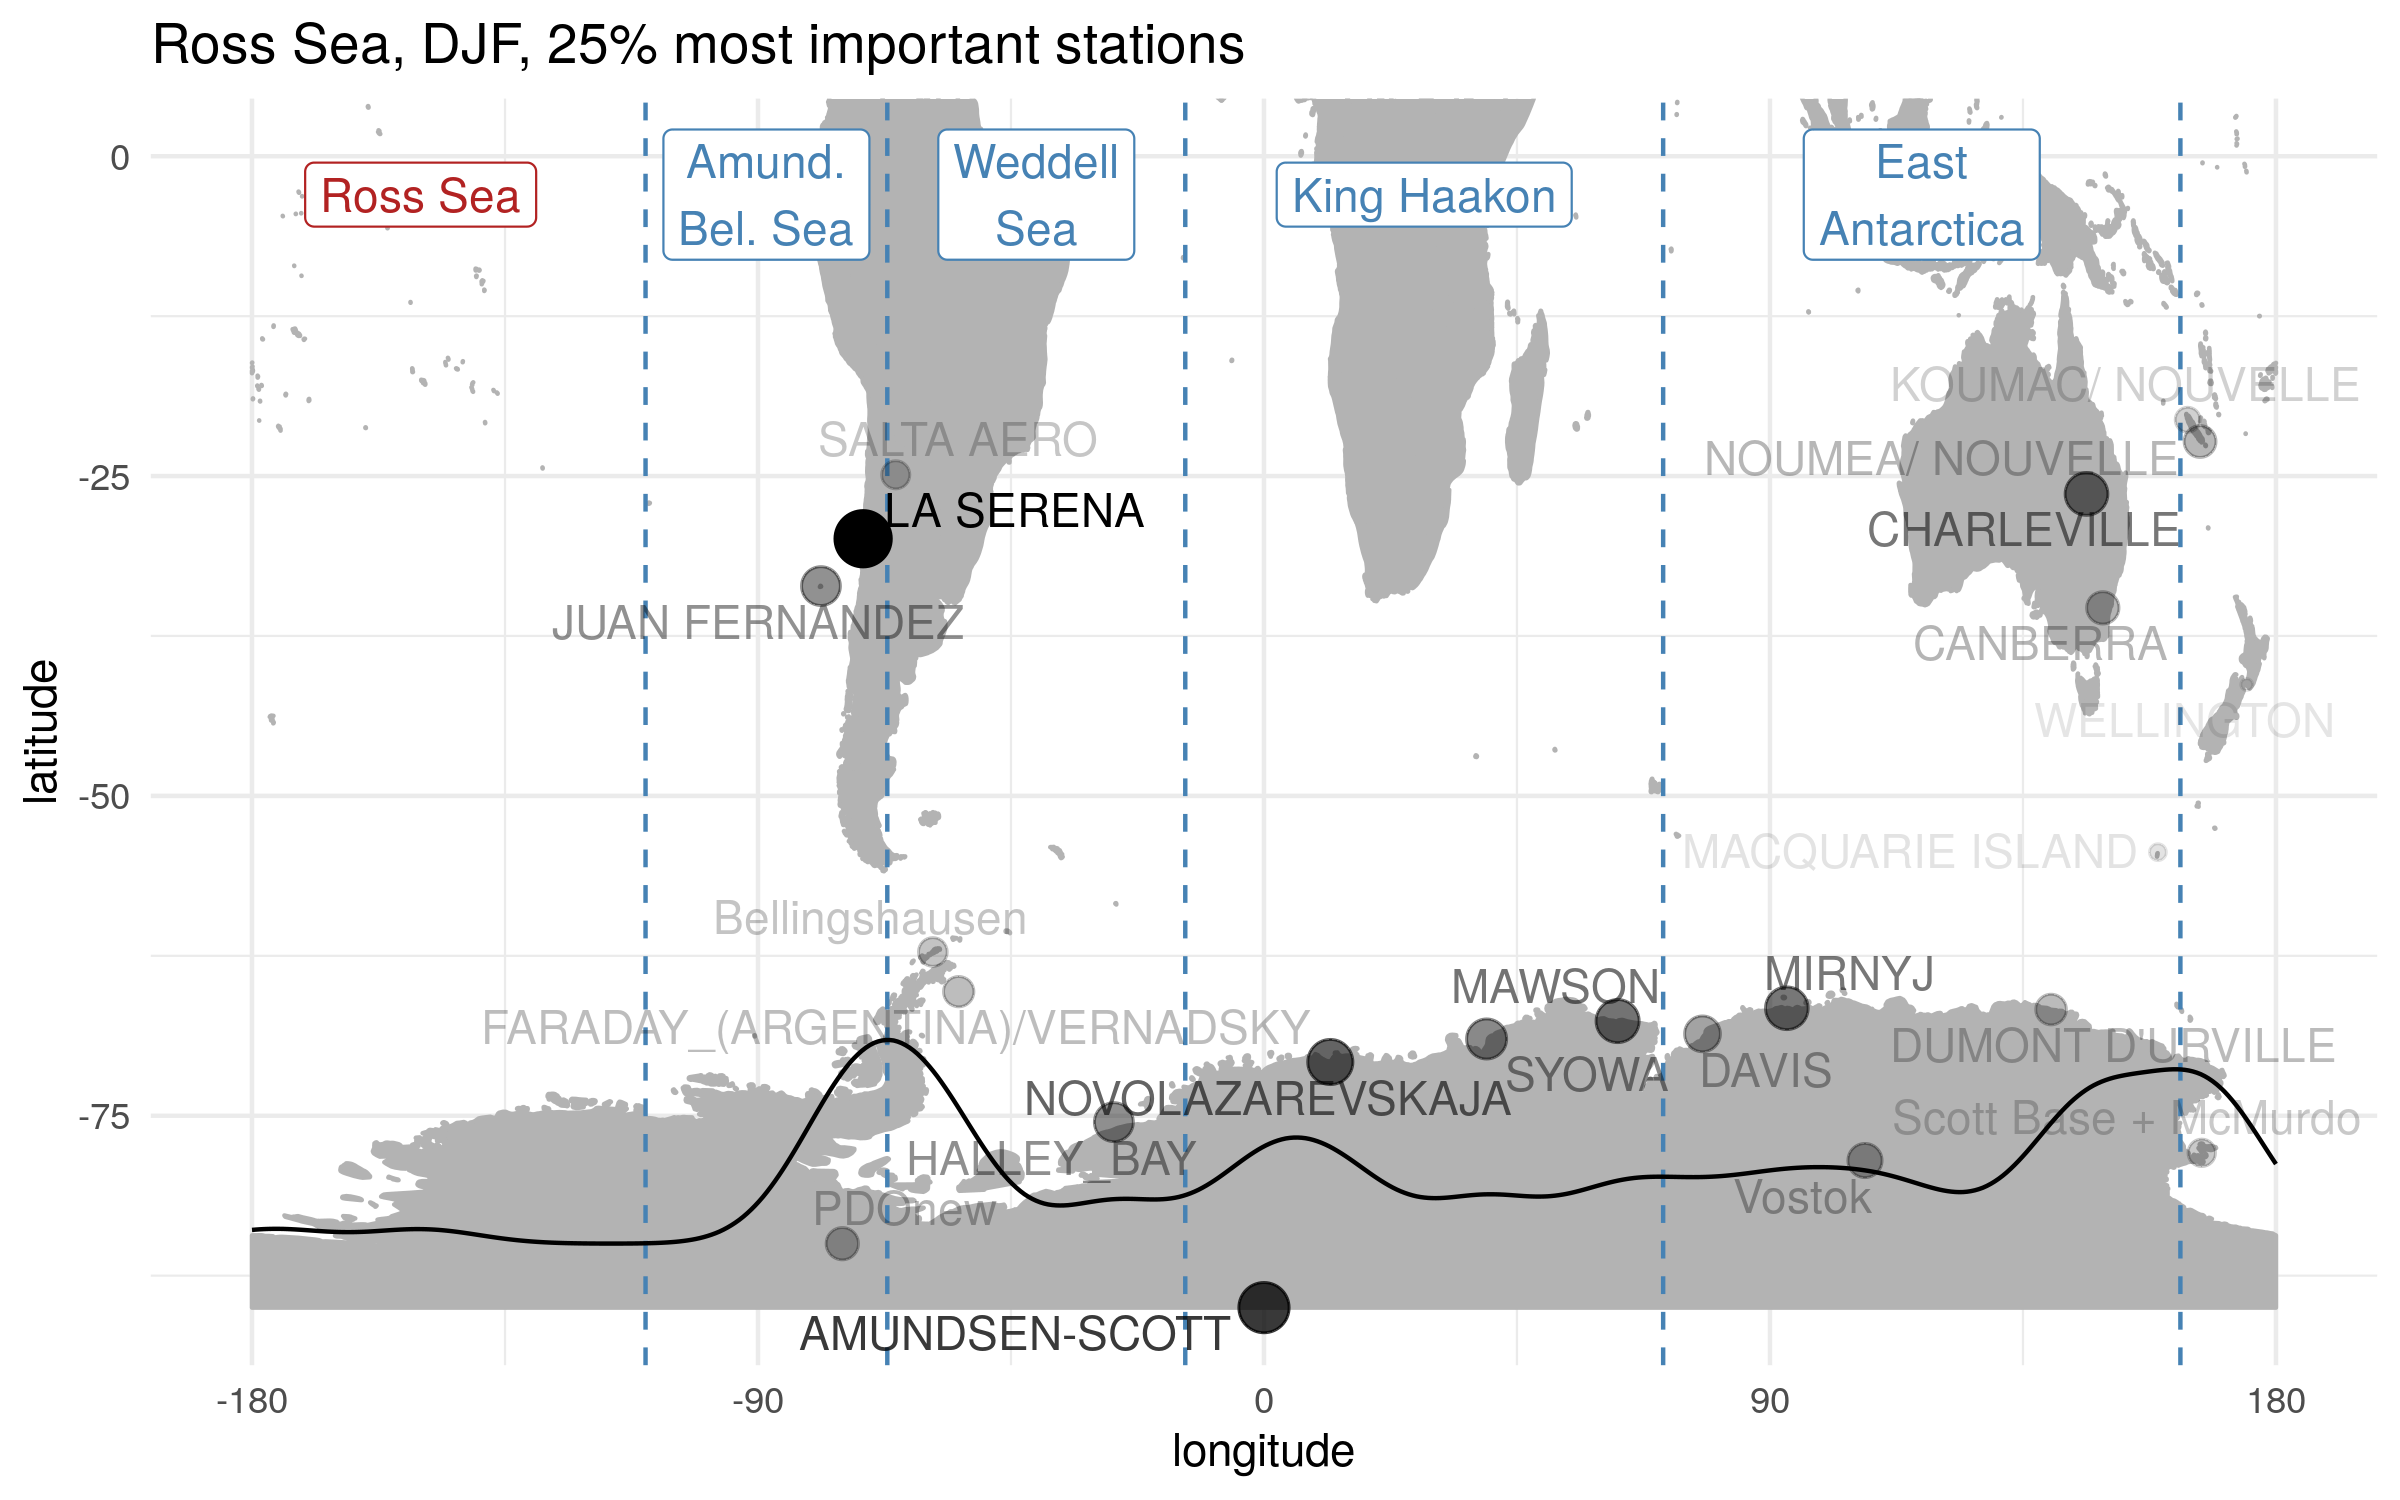 Ross Sea, DJF, 25% most important stations
Ross Sea
Amund.
Bel. Sea
Weddell
Sea
King Haakon
East
Antarctica
0
-25
-50
-75
latitude
KOUMAC/ NOUVELLE
SALTA AERO
NOUMEA/ NOUVELLE
LA SERENA
CHARLEVILLE
JUAN FERNANDEZ
CANBERRA
WELLINGTON
MACQUARIE ISLAND
Bellingshausen
MIRNYJ
MAWSON
FARADAY_(ARGENTINA)/VERNADSKY
DUMONT D'URVILLE
SYOWA
DAVIS
NOVOLAZAREVSKAJA
Scott Base + McMurdo
HALLEY_BAY
PDOnew
Vostok
AMUNDSEN-SCOTT
-180
-90
0
90
180
longitude